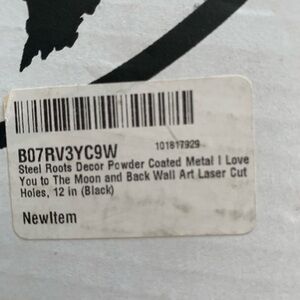 B07RV3YC9W 101817929
Steel Roots Decor Powder Coated Metal I Love
You to The Moon and Back Wall Art Laser Cut
Holes, 12 in (Black)
NewItem